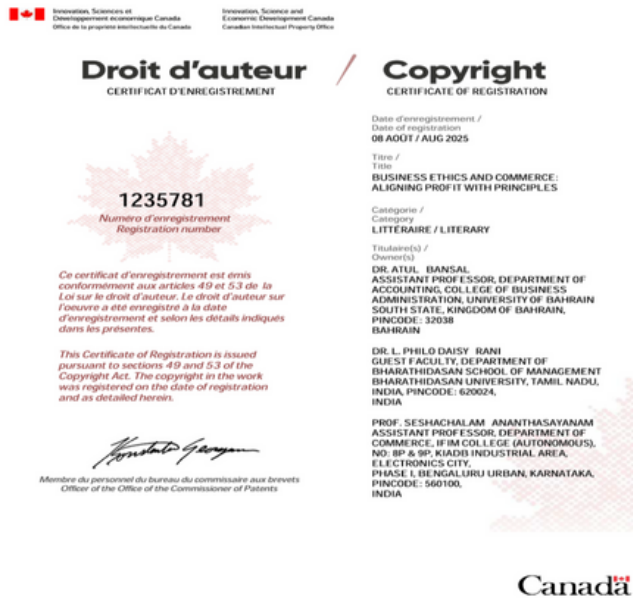 Innovation, Sciences et
Développement économique Canada
Office de la propriété intellectuelle du Canada
Innovation, Science and
Economic Development Canada
Canadian Intellectual Property Office
Droit d'auteur / Copyright
CERTIFICAT D'ENREGISTREMENT
CERTIFICATE OF REGISTRATION
1235781
Numéro d'enregistrement
Registration number
Ce certificat d'enregistrement est émis
conformément aux articles 49 et 53 de la
Loi sur le droit d'auteur. Le droit d'auteur sur
l'oeuvre a été enregistré à la date
d'enregistrement et selon les détails indiqués
dans les présentes.
This Certificate of Registration is issued
pursuant to sections 49 and 53 of the
Copyright Act. The copyright in the work
was registered on the date of registration
and as detailed herein.
Membre du personnel du bureau du commissaire aux brevets
Officer of the Office of the Commissioner of Patents
Date d'enregistrement /
Date of registration
08 AOÛT / AUG 2025
Titre /
Title
BUSINESS ETHICS AND COMMERCE:
ALIGNING PROFIT WITH PRINCIPLES
Catégorie /
Category
LITTÉRAIRE / LITERARY
Titulaire(s) /
Owner(s)
DR. ATUL BANSAL
ASSISTANT PROFESSOR, DEPARTMENT OF
ACCOUNTING, COLLEGE OF BUSINESS
ADMINISTRATION, UNIVERSITY OF BAHRAIN
SOUTH STATE, KINGDOM OF BAHRAIN,
PINCODE: 32038
BAHRAIN
DR. L. PHILO DAISY RANI
GUEST FACULTY, DEPARTMENT OF
BHARATHIDASAN SCHOOL OF MANAGEMENT
BHARATHIDASAN UNIVERSITY, TAMIL NADU,
INDIA, PINCODE: 620024,
INDIA
PROF. SESHACHALAM ANANTHASAYANAM
ASSISTANT PROFESSOR, DEPARTMENT OF
COMMERCE, IFIM COLLEGE (AUTONOMOUS),
NO: 8P & 9P, KIADB INDUSTRIAL AREA,
ELECTRONICS CITY,
PHASE I, BENGALURU URBAN, KARNATAKA,
PINCODE: 560100,
INDIA
Canada